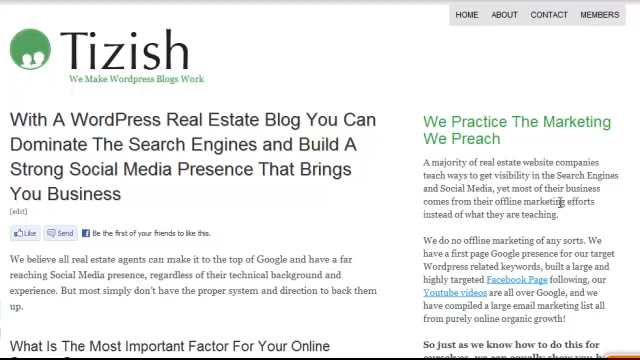 HOME ABOUT CONTACT MEMBERS
Tizish
We Make Wordpress Blogs Work
With A WordPress Real Estate Blog You Can
Dominate The Search Engines and Build A
Strong Social Media Presence That Brings
You Business
[edit]
Like Send Be the first of your friends to like this.
We believe all real estate agents can make it to the top of Google and have a far
reaching Social Media presence, regardless of their technical background and
experience. But most simply don't have the proper system and direction to back them
up.
What Is The Most Important Factor For Your Online
We Practice The Marketing
We Preach
A majority of real estate website companies
teach ways to get visibility in the Search Engines
and Social Media, yet most of their business
comes from their offline marketing efforts
instead of what they are teaching.
We do no offline marketing of any sorts. We
have a first page Google presence for our target
Wordpress related keywords, built a large and
highly targeted Facebook Page following, our
Youtube videos are all over Google, and we
have compiled a large email marketing list all
from purely online organic growth!
So just as we know how to do this for